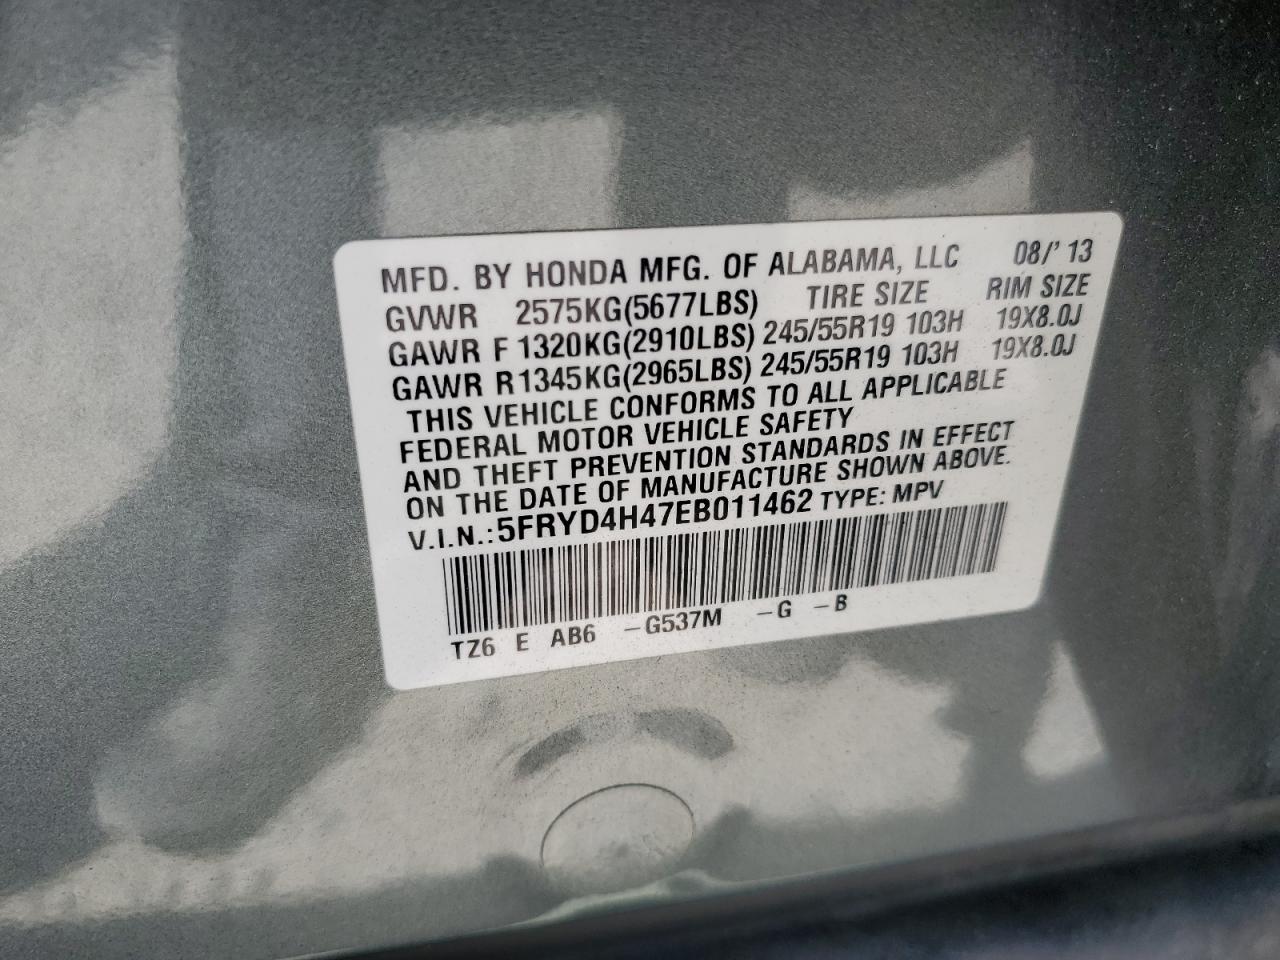 MFD. BY HONDA MFG. OF ALABAMA, LLC 08/'13
GVWR 2575KG(5677LBS) TIRE SIZE RIM SIZE
GAWR F 1320KG(2910LBS) 245/55R19 103H 19X8.0J
GAWR R 1345KG(2965LBS) 245/55R19 103H 19X8.0J
THIS VEHICLE CONFORMS TO ALL APPLICABLE
FEDERAL MOTOR VEHICLE SAFETY
AND THEFT PREVENTION STANDARDS IN EFFECT
ON THE DATE OF MANUFACTURE SHOWN ABOVE.
V.I.N.: 5FRYD4H47EB011462 TYPE: MPV
TZ6 E AB6 -G537M -G -B